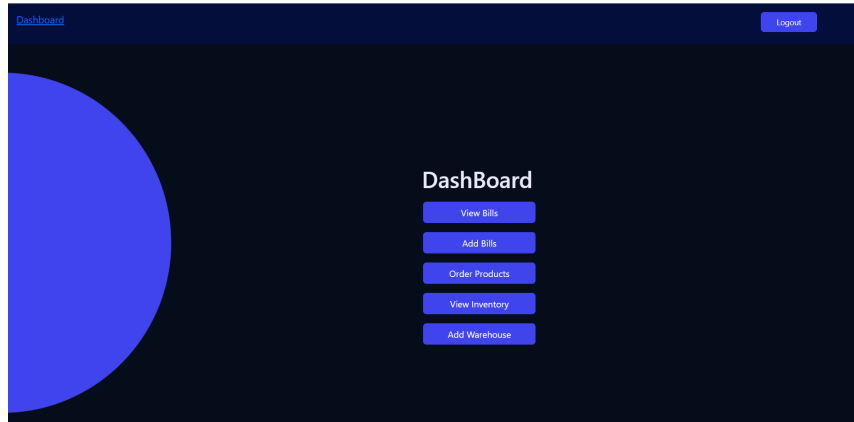 Dashboard
Logout
DashBoard
View Bills
Add Bills
Order Products
View Inventory
Add Warehouse